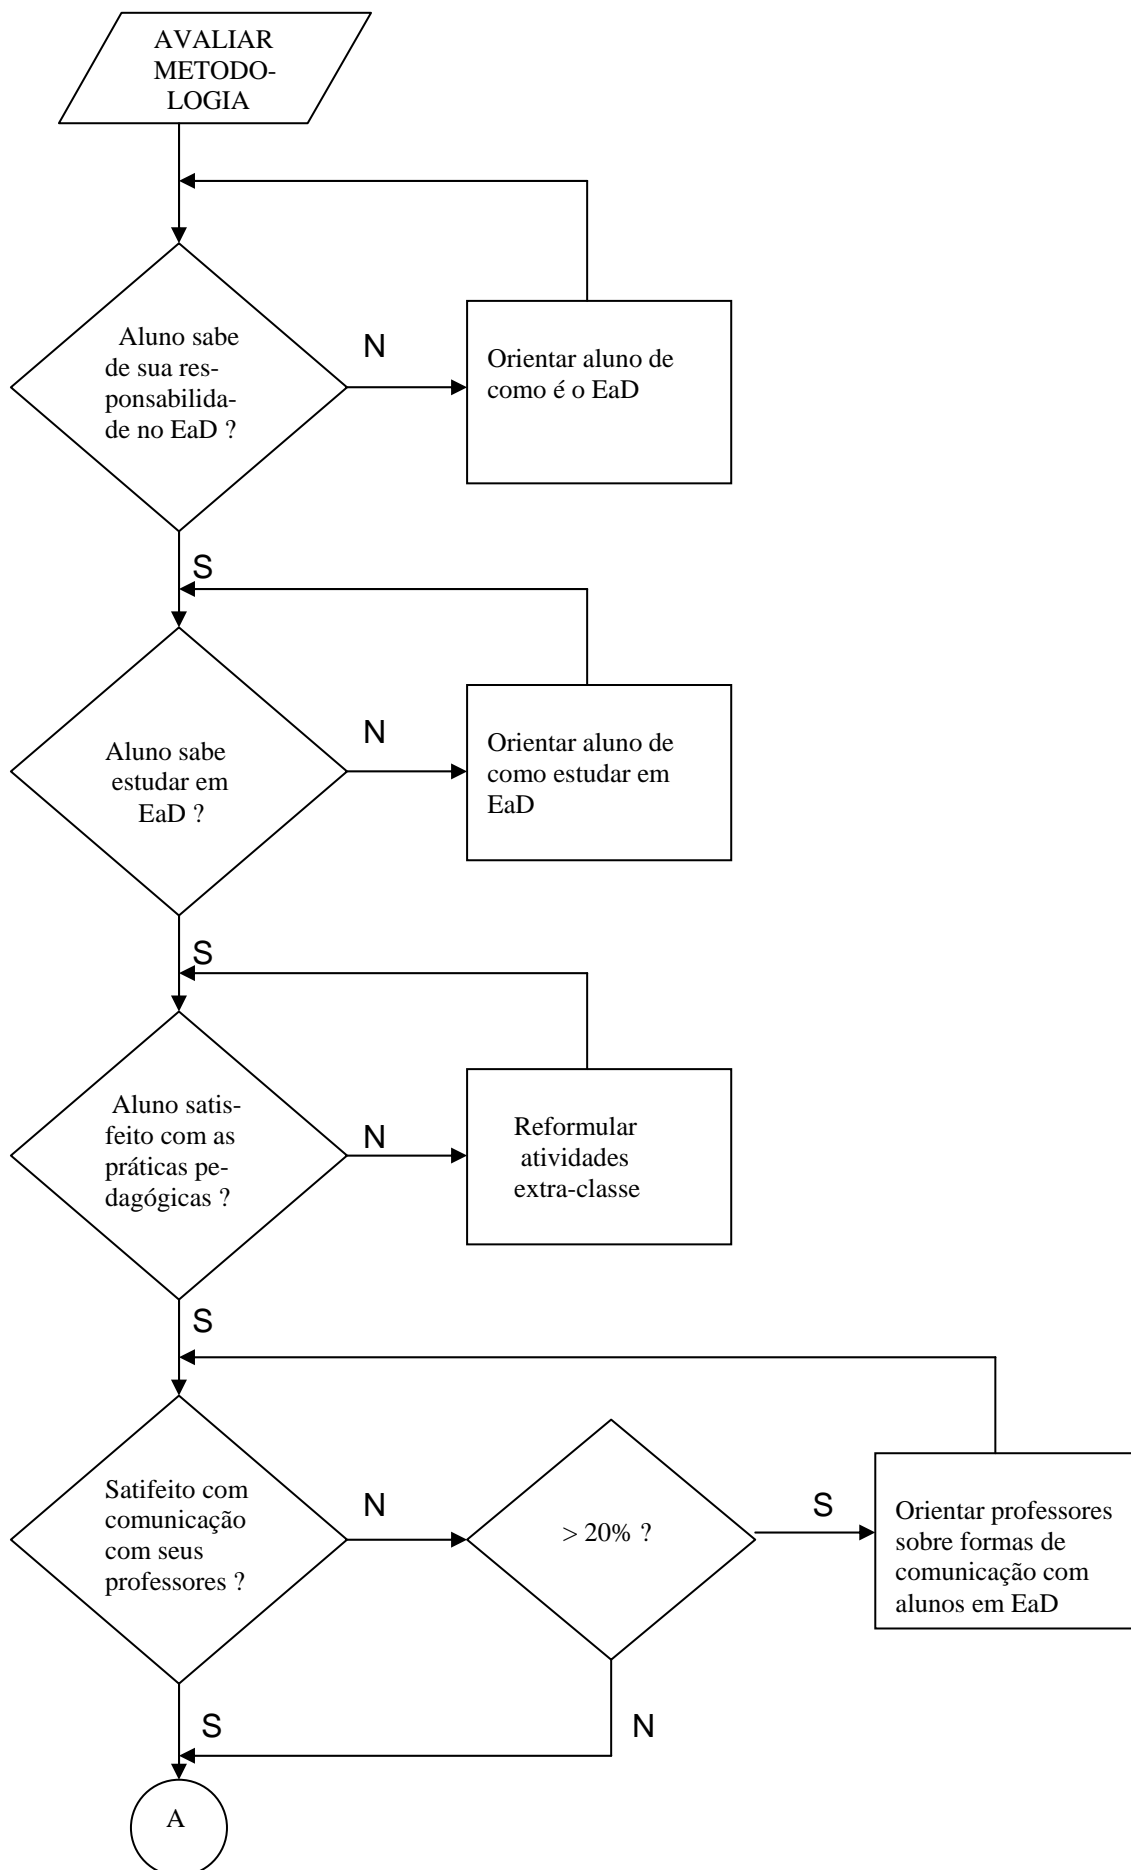 AVALIAR
METODO-
LOGIA
Aluno sabe
de sua res-
ponsabilida-
de no EaD ?
N
Orientar aluno de
como é o EaD
S
Aluno sabe
estudar em
EaD ?
N
Orientar aluno de
como estudar em
EaD
S
Aluno satis-
feito com as
práticas pe-
dagógicas ?
N
Reformular
atividades
extra-classe
S
Satifeito com
comunicação
com seus
professores ?
N
> 20% ?
S
Orientar professores
sobre formas de
comunicação com
alunos em EaD
S
N
A